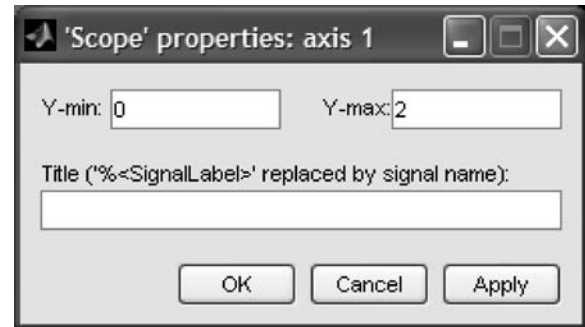 'Scope' properties: axis 1
Y-min: 0 Y-max: 2
Title ('%<SignalLabel>' replaced by signal name):
OK Cancel Apply